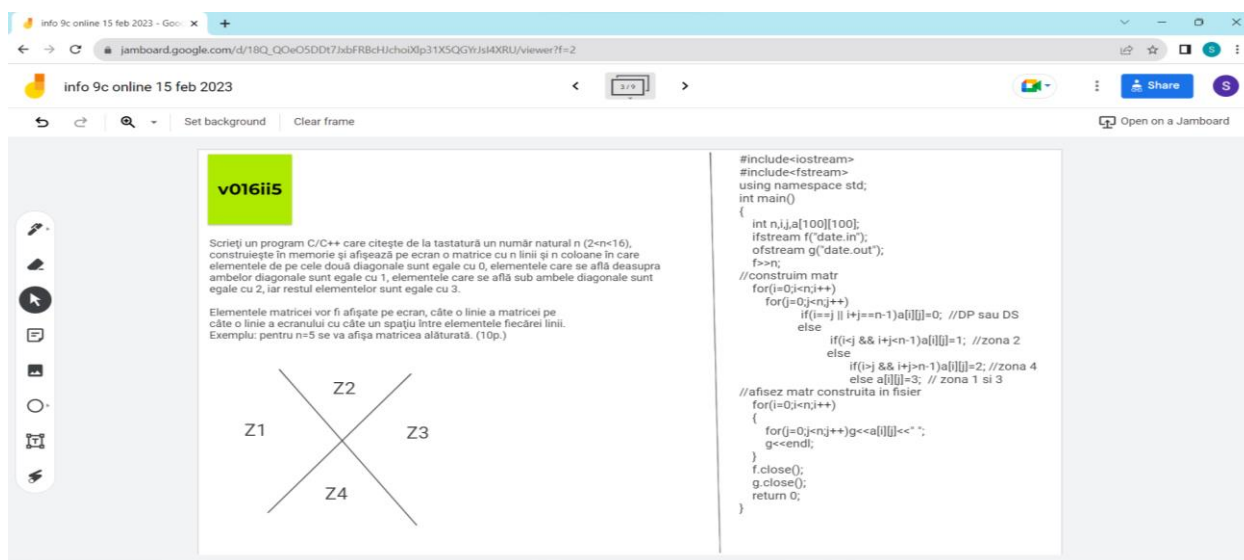 info 9c online 15 feb 2023 - Goo
jamboard.google.com/d/18Q_QOeO5DDt7JxbFRBcHJchoiXlp31X5QGYrJsI4XRU/viewer?f=2
S
info 9c online 15 feb 2023
3/9
Share
S
Set background
Clear frame
Open on a Jamboard
v016ii5
Scrieți un program C/C++ care citește de la tastatură un număr natural n (2<n<16),
construiește în memorie și afișează pe ecran o matrice cu n linii și n coloane în care
elementele de pe cele două diagonale sunt egale cu 0, elementele care se află deasupra
ambelor diagonale sunt egale cu 1, elementele care se află sub ambele diagonale sunt
egale cu 2, iar restul elementelor sunt egale cu 3.
Elementele matricei vor fi afișate pe ecran, câte o linie a matricei pe
câte o linie a ecranului cu câte un spațiu între elementele fiecărei linii.
Exemplu: pentru n=5 se va afișa matricea alăturată. (10p.)
Z2
Z1
Z3
Z4
#include<iostream>
#include<fstream>
using namespace std;
int main()
{
int n,i,j,a[100][100];
ifstream f("date.in");
ofstream g("date.out");
f>>n;
//construim matr
for(i=0;i<n;i++)
for(j=0;j<n;j++)
if(i==j || i+j==n-1)a[i][j]=0; //DP sau DS
else
if(i<j && i+j<n-1)a[i][j]=1; //zona 2
else
if(i>j && i+j>n-1)a[i][j]=2; //zona 4
else a[i][j]=3; // zona 1 si 3
//afisez matr construita in fisier
for(i=0;i<n;i++)
{
for(j=0;j<n;j++)g<<a[i][j]<<" ";
g<<endl;
}
f.close();
g.close();
return 0;
}